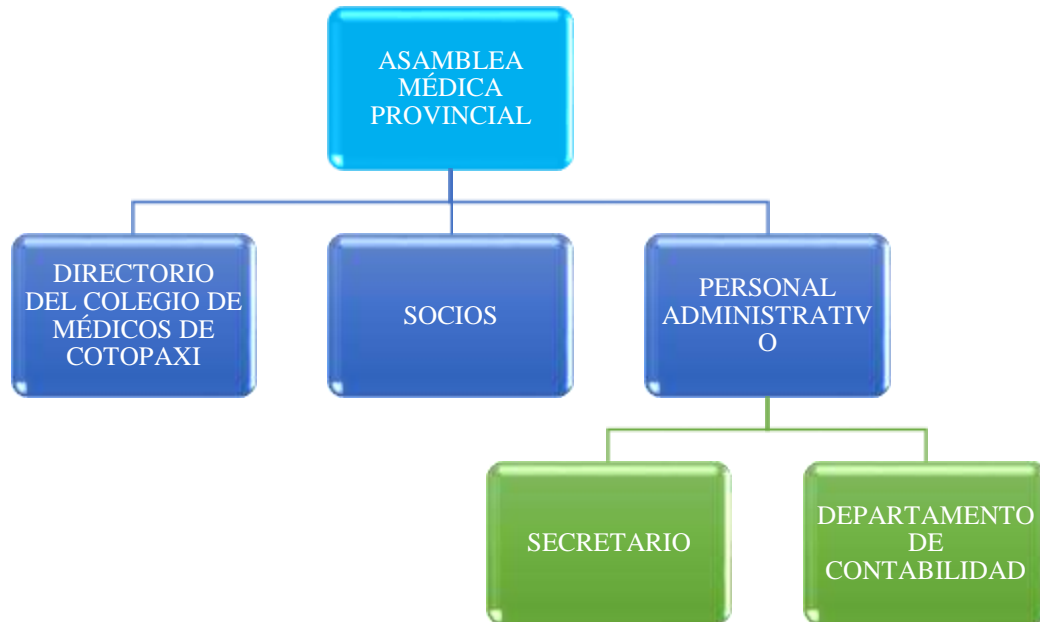 ASAMBLEA
MÉDICA
PROVINCIAL
DIRECTORIO
DEL COLEGIO DE
MÉDICOS DE
COTOPAXI
SOCIOS
PERSONAL
ADMINISTRATIV
O
SECRETARIO
DEPARTAMENTO
DE
CONTABILIDAD